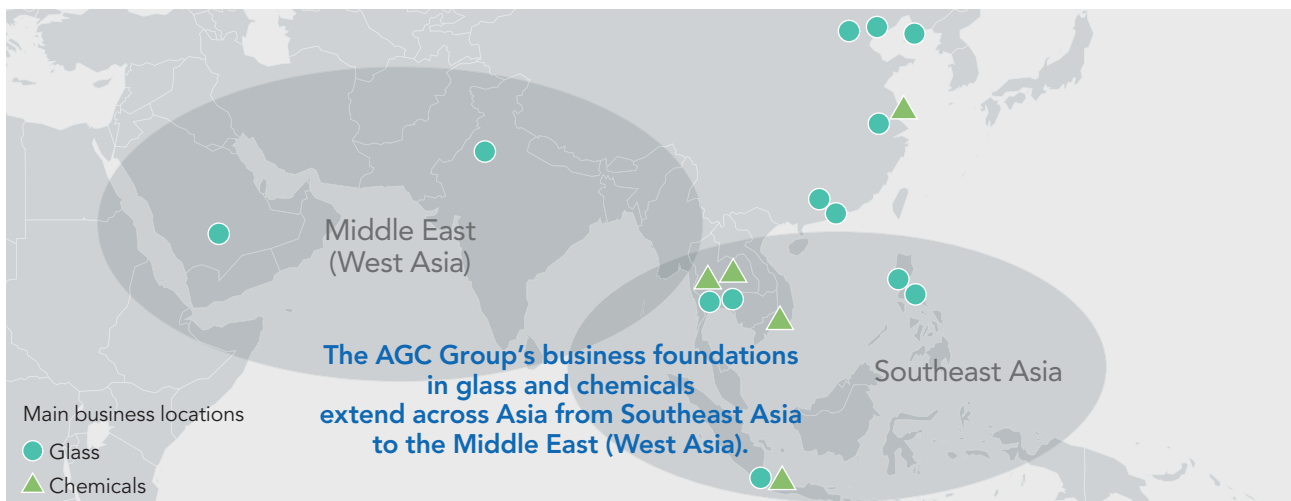 Middle East
(West Asia)
Southeast Asia
The AGC Group’s business foundations
in glass and chemicals
extend across Asia from Southeast Asia
to the Middle East (West Asia).
Main business locations
Glass
Chemicals